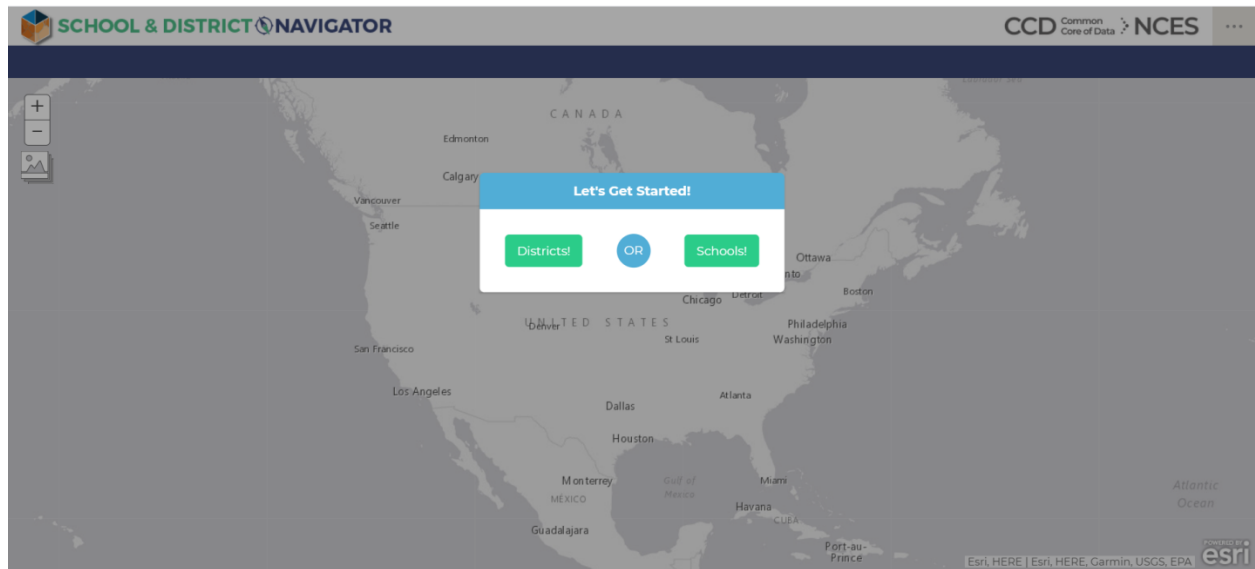 SCHOOL & DISTRICT NAVIGATOR
CCD Common Core of Data NCES
...
+
−
CANADA
Edmonton
Calgary
Vancouver
Seattle
Let's Get Started!
Districts!
OR
Schools!
Ottawa
Boston
Chicago
Detroit
UNITED STATES
Denver
Philadelphia
St Louis
Washington
San Francisco
Los Angeles
Atlanta
Dallas
Houston
Monterrey
Gulf of
Mexico
Miami
MÉXICO
Havana
CUBA
Guadalajara
Port-au-
Prince
Atlantic
Ocean
POWERED BY
esri
Esri, HERE | Esri, HERE, Garmin, USGS, EPA